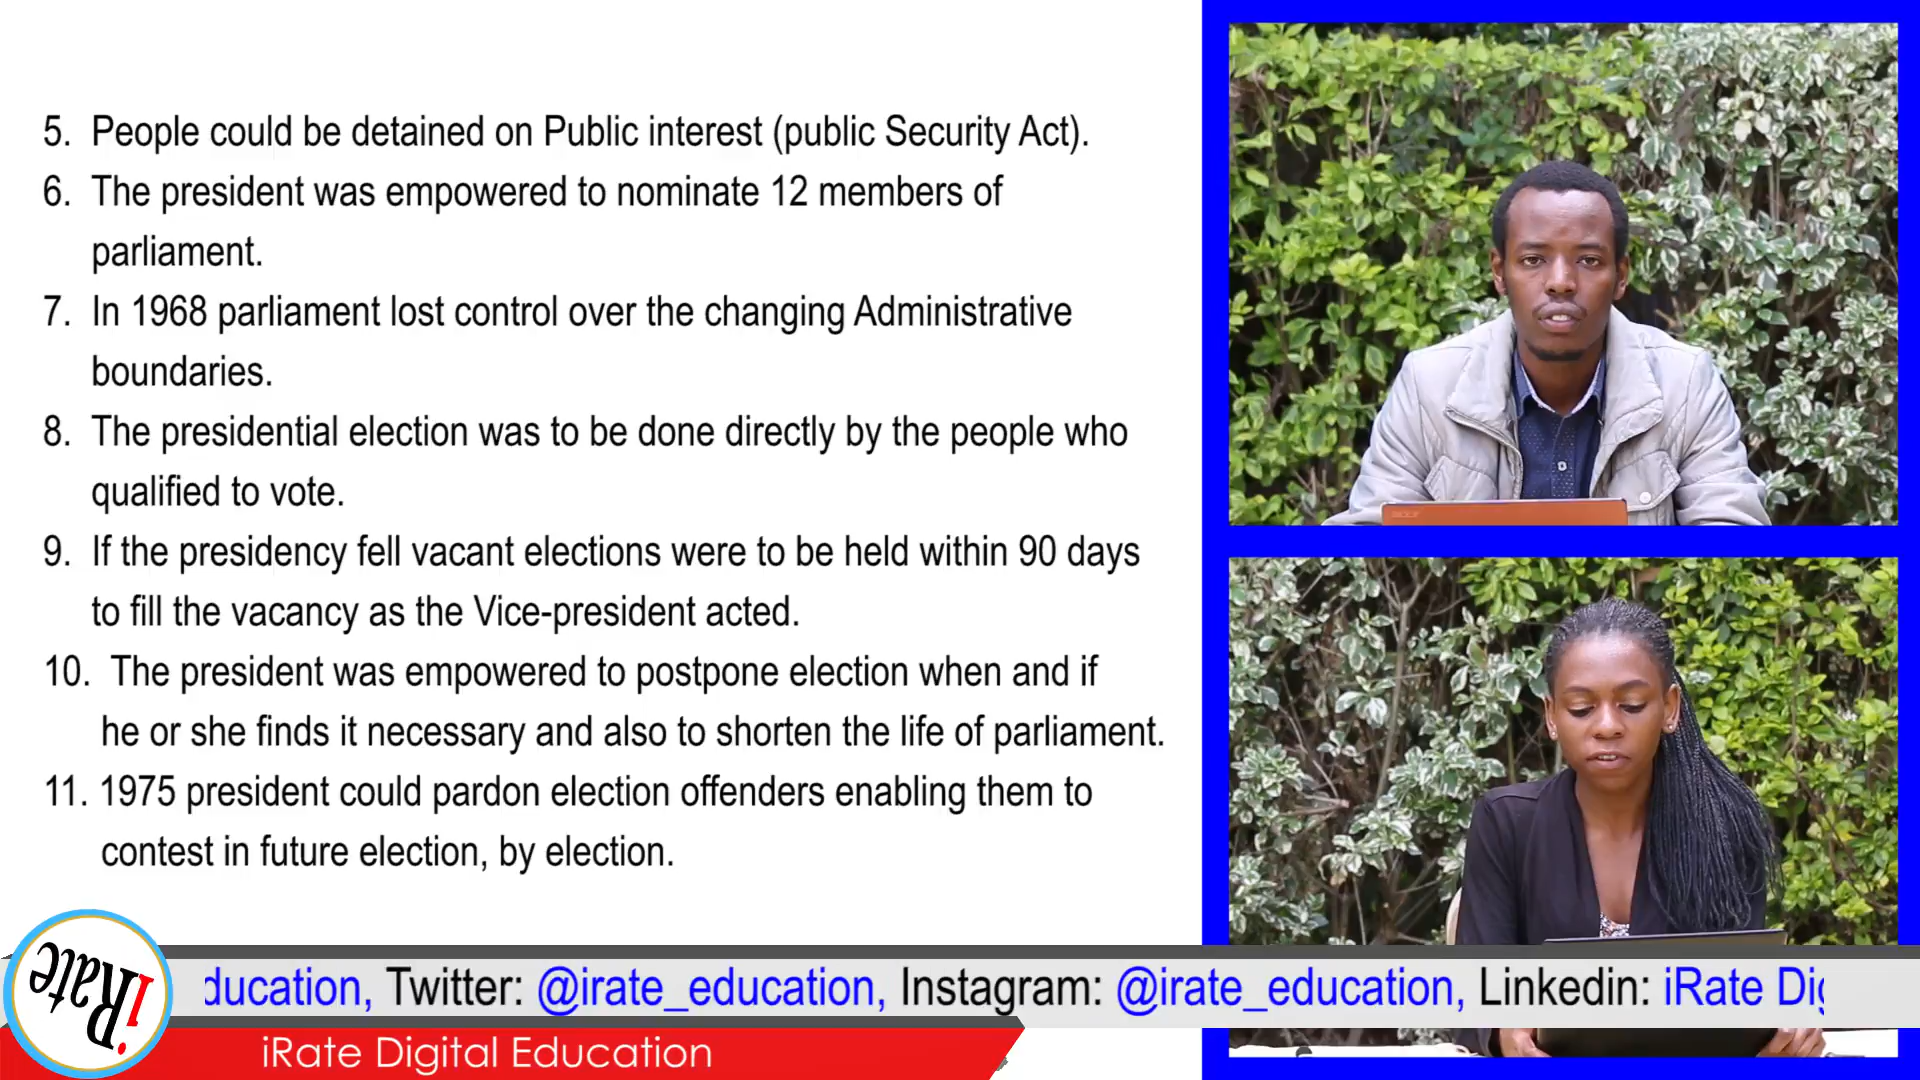 5. People could be detained on Public interest (public Security Act).
6. The president was empowered to nominate 12 members of
parliament.
7. In 1968 parliament lost control over the changing Administrative
boundaries.
8. The presidential election was to be done directly by the people who
qualified to vote.
9. If the presidency fell vacant elections were to be held within 90 days
to fill the vacancy as the Vice-president acted.
10. The president was empowered to postpone election when and if
he or she finds it necessary and also to shorten the life of parliament.
11. 1975 president could pardon election offenders enabling them to
contest in future election, by election.
acer
iRate
ducation, Twitter: @irate_education, Instagram: @irate_education, Linkedin: iRate Dig
iRate Digital Education